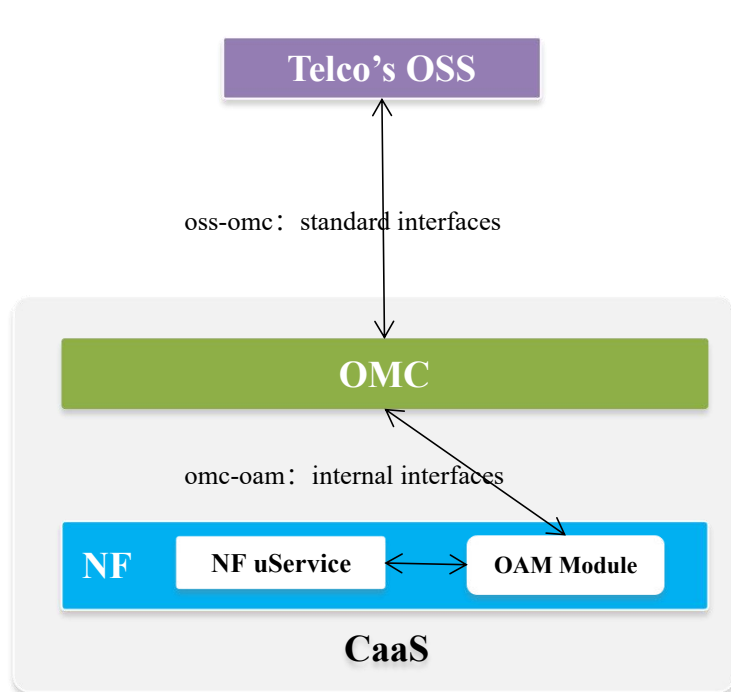 Telco’s OSS
oss-omc：standard interfaces
OMC
omc-oam：internal interfaces
NF
NF uService
OAM Module
CaaS